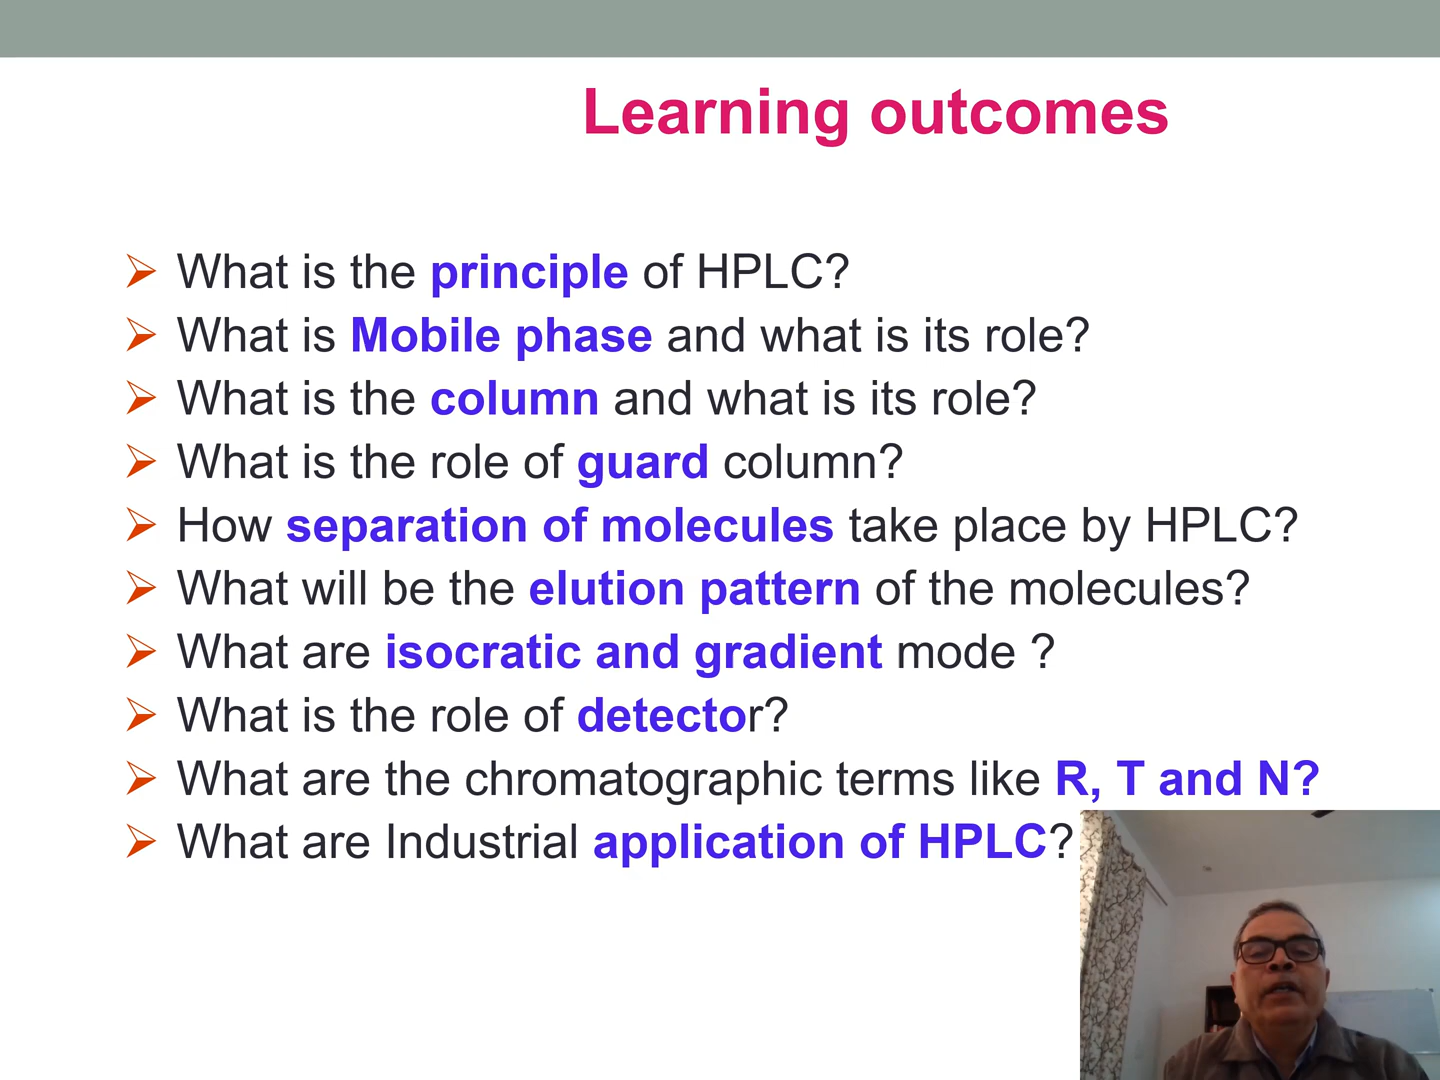 Learning outcomes
What is the principle of HPLC?
What is Mobile phase and what is its role?
What is the column and what is its role?
What is the role of guard column?
How separation of molecules take place by HPLC?
What will be the elution pattern of the molecules?
What are isocratic and gradient mode ?
What is the role of detector?
What are the chromatographic terms like R, T and N?
What are Industrial application of HPLC?